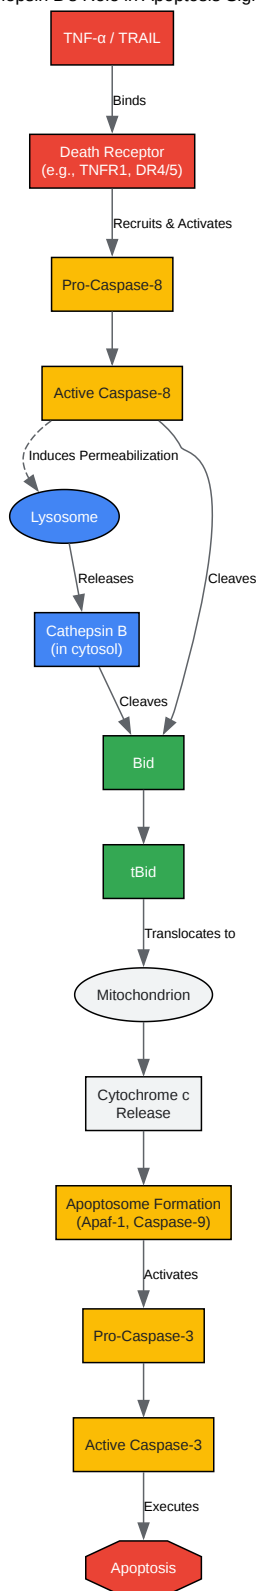 Role in Apoptosis Sig
TNF-α / TRAIL
Binds
Death Receptor
(e.g., TNFR1, DR4/5)
Recruits & Activates
Pro-Caspase-8
Active Caspase-8
Induces Permeabilization
Lysosome
Releases
Cleaves
Cathepsin B
(in cytosol)
Cleaves
Bid
tBid
Translocates to
Mitochondrion
Cytochrome c
Release
Apoptosome Formation
(Apaf-1, Caspase-9)
Activates
Pro-Caspase-3
Active Caspase-3
Executes
Apoptosis